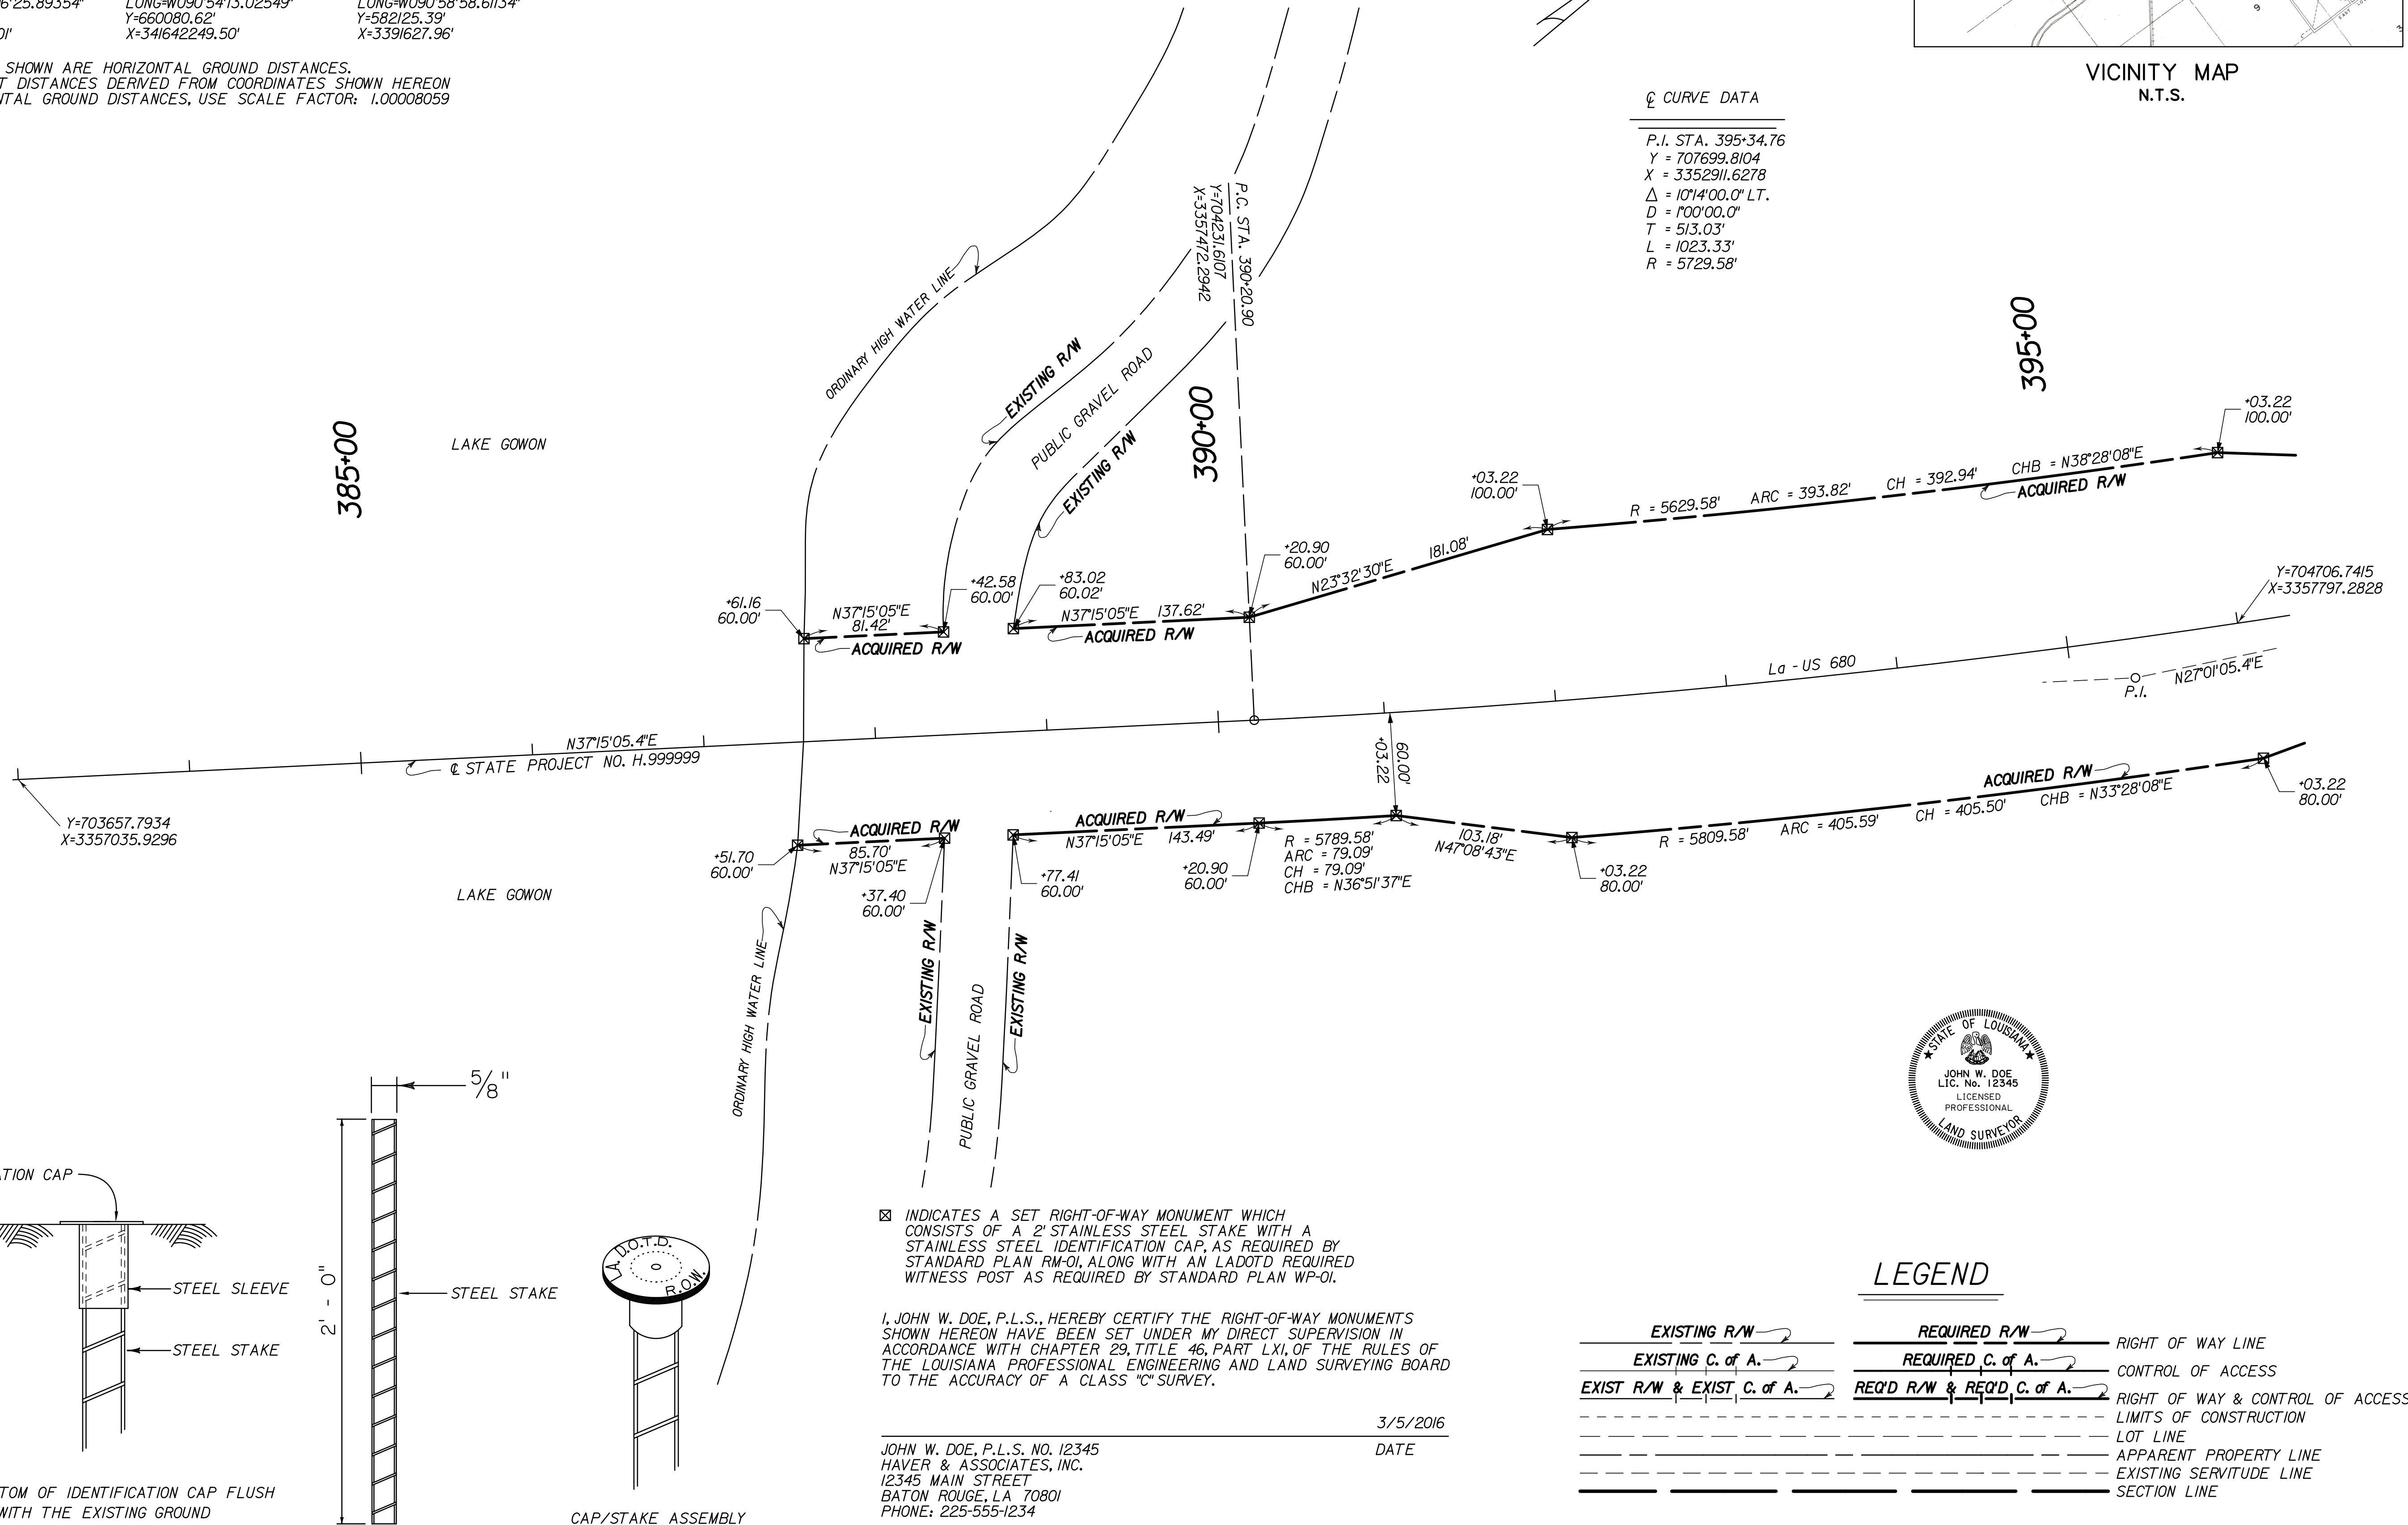 6'25.89354"
LONG=W090°54'13.02549"
LONG=W090°58'58.61134"
Y=660080.62'
Y=582125.39'
01'
X=341642249.50'
X=3391627.96'
SHOWN ARE HORIZONTAL GROUND DISTANCES.
T DISTANCES DERIVED FROM COORDINATES SHOWN HEREON
NTAL GROUND DISTANCES, USE SCALE FACTOR: 1.00008059
VICINITY MAP
N.T.S.
℄ CURVE DATA
P.I. STA. 395+34.76
Y = 707699.8104
X = 3352911.6278
Δ = 10°14'00.0" LT.
D = 1°00'00.0"
T = 513.03'
L = 1023.33'
R = 5729.58'
P.C. STA. 390+20.90
Y=704231.6107
X=3357472.2942
385+00
390+00
395+00
LAKE GOWON
ORDINARY HIGH WATER LINE
EXISTING R/W
PUBLIC GRAVEL ROAD
EXISTING R/W
+03.22
100.00'
+03.22
100.00'
R = 5629.58'
ARC = 393.82'
CH = 392.94'
CHB = N38°28'08"E
ACQUIRED R/W
+61.16
60.00'
N37°15'05"E
81.42'
ACQUIRED R/W
+42.58
60.00'
+83.02
60.02'
N37°15'05"E 137.62'
ACQUIRED R/W
+20.90
60.00'
N23°32'30"E
181.08'
Y=704706.7415
X=3357797.2828
La - US 680
P.I.
N27°01'05.4"E
N37°15'05.4"E
℄ STATE PROJECT NO. H.999999
Y=703657.7934
X=3357035.9296
60.00'
+03.22
+51.70
60.00'
ACQUIRED R/W
85.70'
N37°15'05"E
+37.40
60.00'
ACQUIRED R/W
N37°15'05"E 143.49'
+77.41
60.00'
+20.90
60.00'
R = 5789.58'
ARC = 79.09'
CH = 79.09'
CHB = N36°51'37"E
103.18'
N47°08'43"E
+03.22
80.00'
R = 5809.58'
ARC = 405.59'
CH = 405.50'
CHB = N33°28'08"E
ACQUIRED R/W
+03.22
80.00'
LAKE GOWON
ORDINARY HIGH WATER LINE
EXISTING R/W
PUBLIC GRAVEL ROAD
EXISTING R/W
STATE OF LOUISIANA
JOHN W. DOE
LIC. No. 12345
LICENSED
PROFESSIONAL
LAND SURVEYOR
ATION CAP
STEEL SLEEVE
STEEL STAKE
TOM OF IDENTIFICATION CAP FLUSH
WITH THE EXISTING GROUND
5/8"
2' - 0"
STEEL STAKE
LA. D.O.T.D.
R.O.W.
CAP/STAKE ASSEMBLY
INDICATES A SET RIGHT-OF-WAY MONUMENT WHICH
CONSISTS OF A 2' STAINLESS STEEL STAKE WITH A
STAINLESS STEEL IDENTIFICATION CAP, AS REQUIRED BY
STANDARD PLAN RM-01, ALONG WITH AN LADOTD REQUIRED
WITNESS POST AS REQUIRED BY STANDARD PLAN WP-01.
I, JOHN W. DOE, P.L.S., HEREBY CERTIFY THE RIGHT-OF-WAY MONUMENTS
SHOWN HEREON HAVE BEEN SET UNDER MY DIRECT SUPERVISION IN
ACCORDANCE WITH CHAPTER 29, TITLE 46, PART LXI, OF THE RULES OF
THE LOUISIANA PROFESSIONAL ENGINEERING AND LAND SURVEYING BOARD
TO THE ACCURACY OF A CLASS "C" SURVEY.
3/5/2016
JOHN W. DOE, P.L.S. NO. 12345 DATE
HAVER & ASSOCIATES, INC.
12345 MAIN STREET
BATON ROUGE, LA 70801
PHONE: 225-555-1234
LEGEND
EXISTING R/W REQUIRED R/W RIGHT OF WAY LINE
EXISTING C. of A. REQUIRED C. of A. CONTROL OF ACCESS
EXIST R/W & EXIST C. of A. REQ'D R/W & REQ'D C. of A. RIGHT OF WAY & CONTROL OF ACCESS
LIMITS OF CONSTRUCTION
LOT LINE
APPARENT PROPERTY LINE
EXISTING SERVITUDE LINE
SECTION LINE